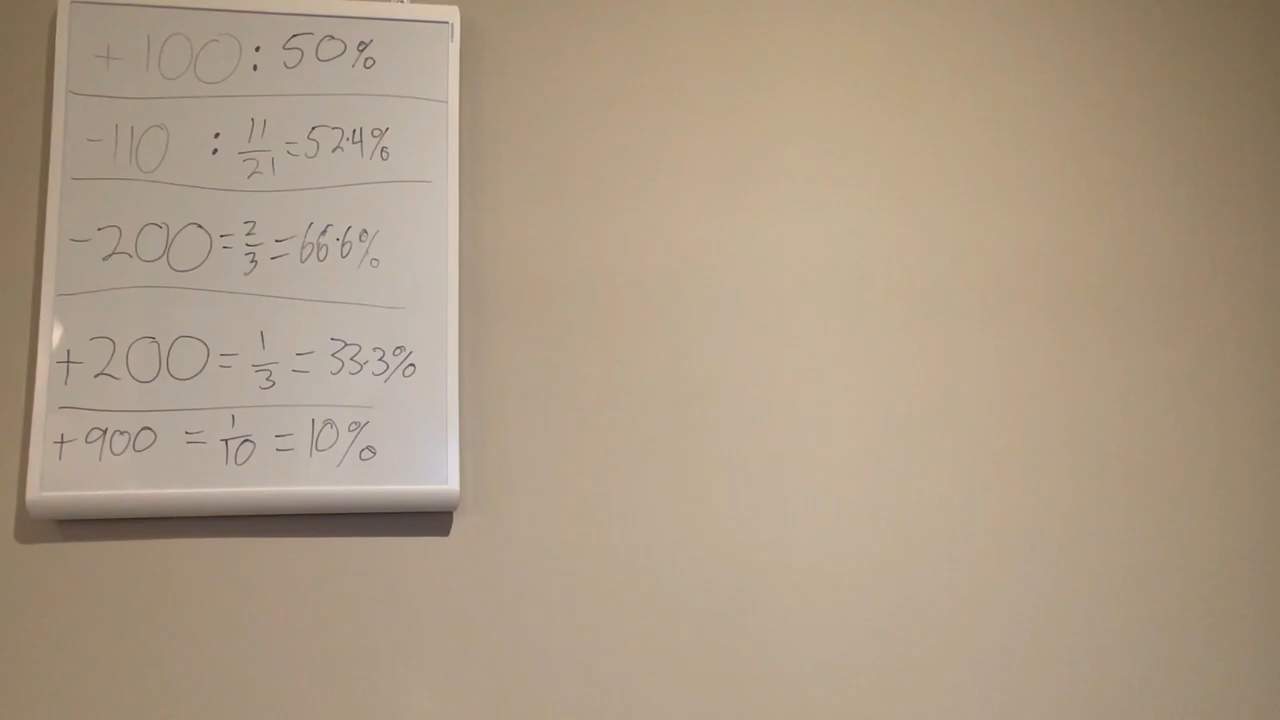 +100 : 50%
-110 : 11/21 = 52.4%
-200 = 2/3 = 66.6%
+200 = 1/3 = 33.3%
+900 = 1/10 = 10%